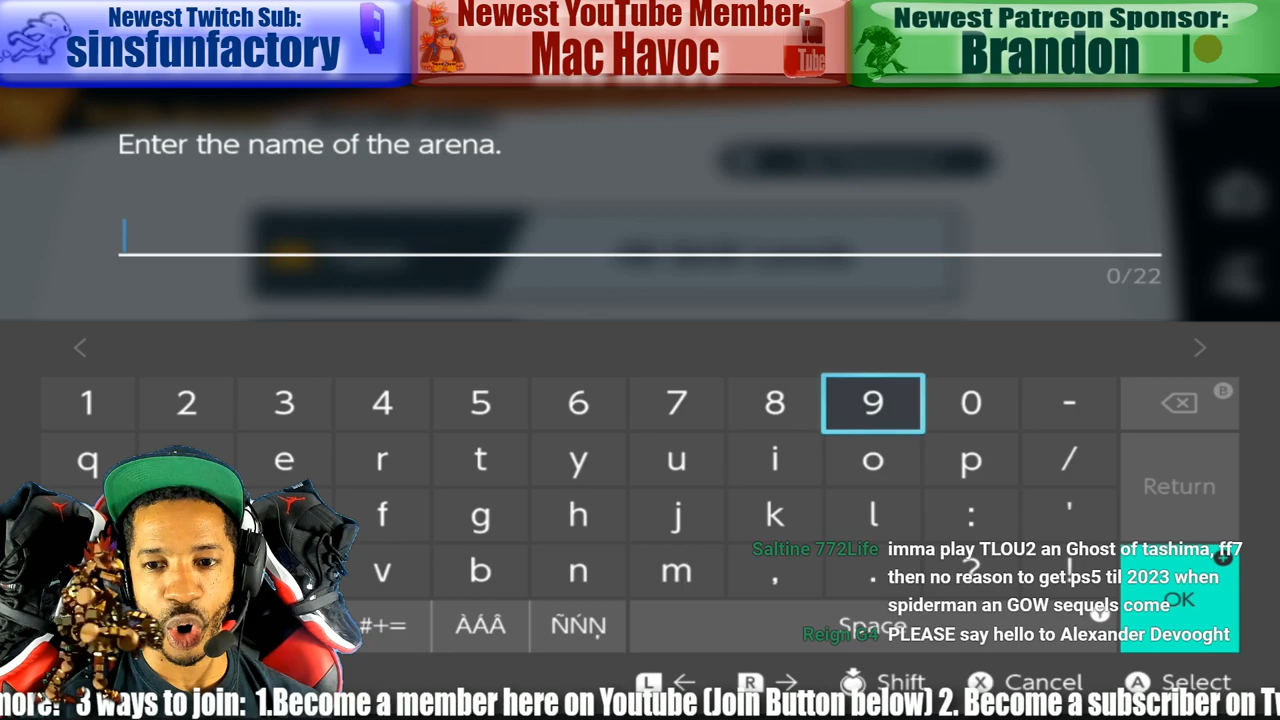 Newest Twitch Sub:
sinsfunfactory
Newest YouTube Member:
Mac Havoc
Tube
Newest Patreon Sponsor:
Brandon
Enter the name of the arena.
0/22
1 2 3 4 5 6 7 8 9 0 -
B
q e r t y u i o p /
Return
f g h j k l : '
v b n m , . ? !
#+= ÀÁÂ ÑŃŅ Space
OK
Y
Saltine 772Life imma play TLOU2 an Ghost of tashima, ff7
then no reason to get ps5 til 2023 when
spiderman an GOW sequels come
Reign 64 PLEASE say hello to Alexander Devooght
L ← R → Shift X Cancel A Select
more! 3 ways to join: 1.Become a member here on Youtube (Join Button below) 2. Become a subscriber on